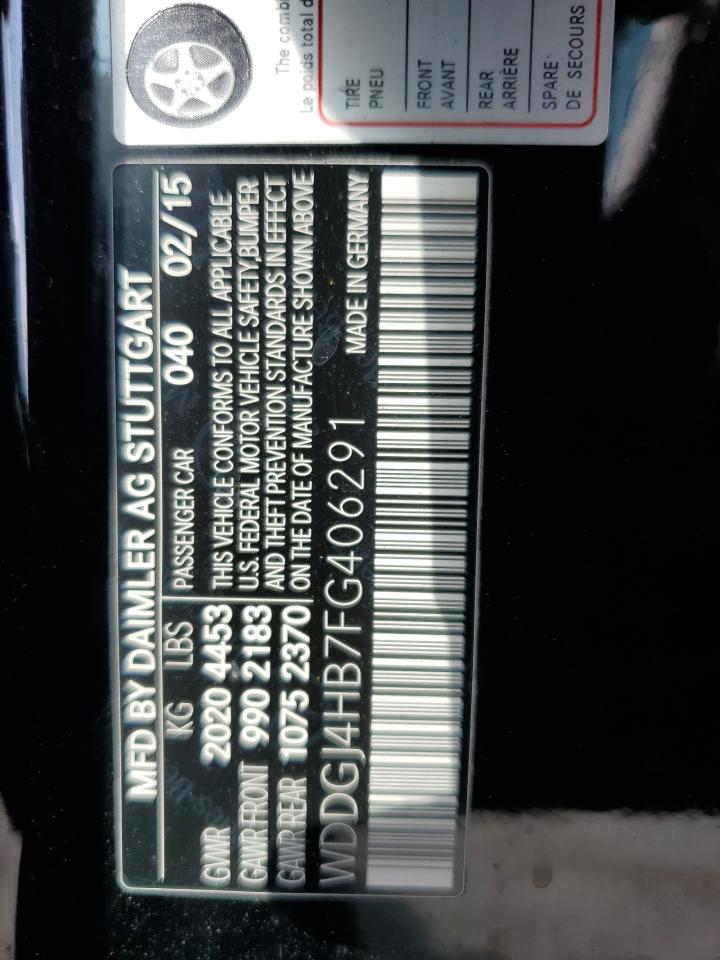 MFD BY DAIMLER AG STUTTGART
KG LBS PASSENGER CAR 040 02/15
GVWR 2020 4453 THIS VEHICLE CONFORMS TO ALL APPLICABLE
GAWR FRONT 990 2183 U.S. FEDERAL MOTOR VEHICLE SAFETY,BUMPER
GAWR REAR 1075 2370 AND THEFT PREVENTION STANDARDS IN EFFECT
ON THE DATE OF MANUFACTURE SHOWN ABOVE
WDDGJ4HB7FG406291 MADE IN GERMANY
The
Le poids total
TIRE
PNEU
FRONT
AVANT
REAR
ARRIÈRE
SPARE
DE SECOURS